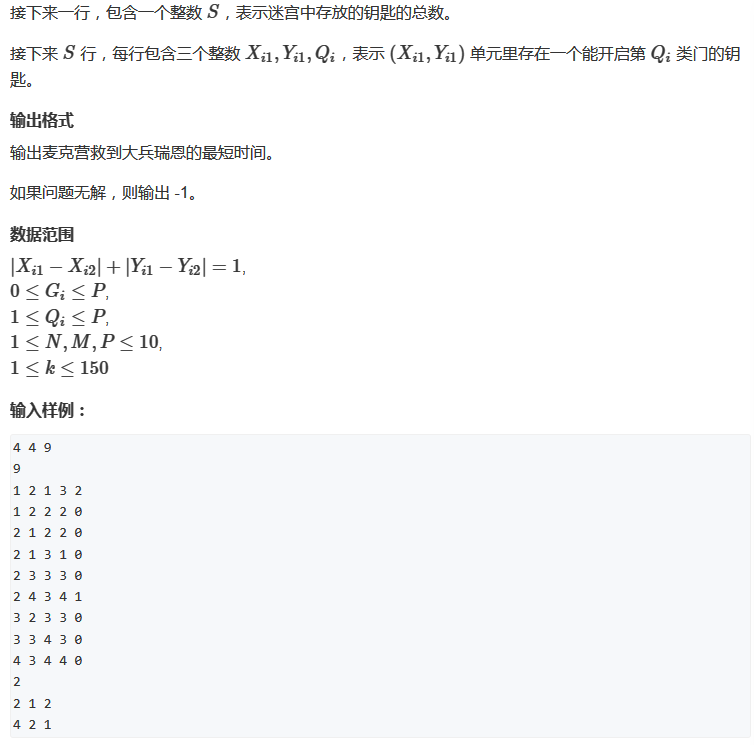 接下来一行，包含一个整数 S，表示迷宫中存放的钥匙的总数。
接下来 S 行，每行包含三个整数 X_{i1}, Y_{i1}, Q_i，表示 (X_{i1}, Y_{i1}) 单元里存在一个能开启第 Q_i 类门的钥
匙。
输出格式
输出麦克营救到大兵瑞恩的最短时间。
如果问题无解，则输出 -1。
数据范围
|X_{i1} − X_{i2}| + |Y_{i1} − Y_{i2}| = 1,
0 ≤ G_i ≤ P,
1 ≤ Q_i ≤ P,
1 ≤ N, M, P ≤ 10,
1 ≤ k ≤ 150
输入样例：
4 4 9
9
1 2 1 3 2
1 2 2 2 0
2 1 2 2 0
2 1 3 1 0
2 3 3 3 0
2 4 3 4 1
3 2 3 3 0
3 3 4 3 0
4 3 4 4 0
2
2 1 2
4 2 1